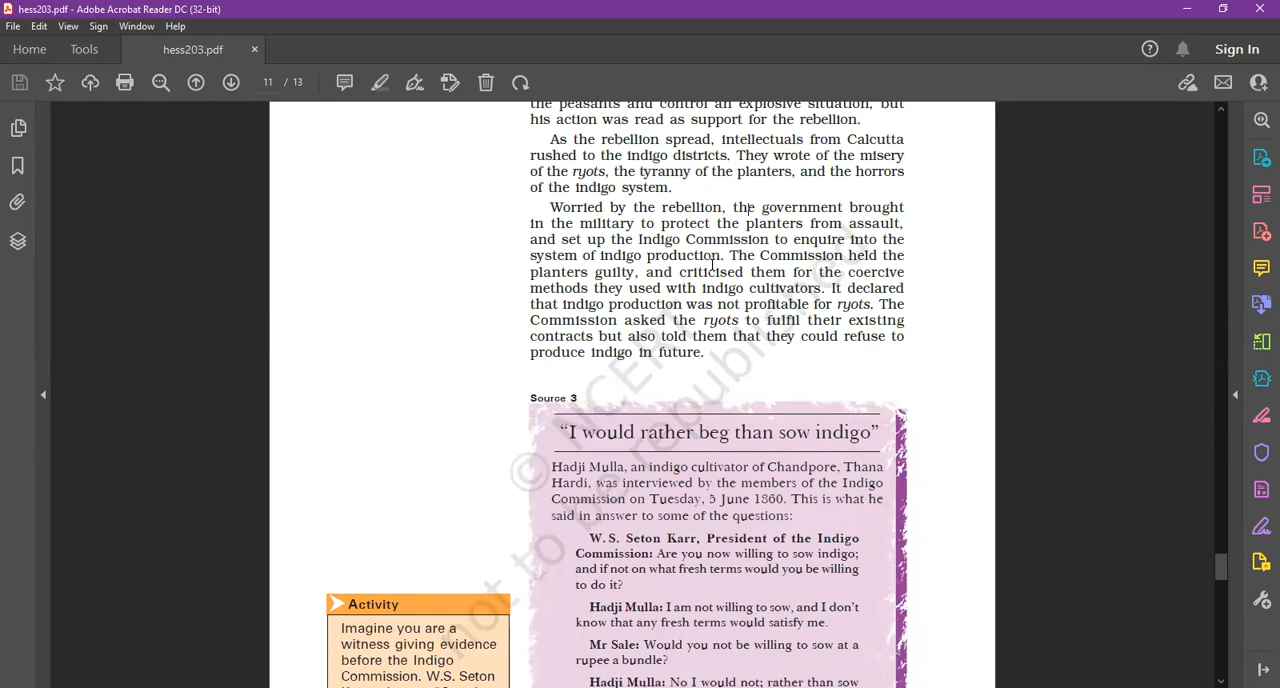 hess203.pdf - Adobe Acrobat Reader DC (32-bit)
File Edit View Sign Window Help
Home Tools hess203.pdf × Sign In
11 / 13
the peasants and control an explosive situation, but
his action was read as support for the rebellion.
As the rebellion spread, intellectuals from Calcutta
rushed to the indigo districts. They wrote of the misery
of the ryots, the tyranny of the planters, and the horrors
of the indigo system.
Worried by the rebellion, the government brought
in the military to protect the planters from assault,
and set up the Indigo Commission to enquire into the
system of indigo production. The Commission held the
planters guilty, and criticised them for the coercive
methods they used with indigo cultivators. It declared
that indigo production was not profitable for ryots. The
Commission asked the ryots to fulfil their existing
contracts but also told them that they could refuse to
produce indigo in future.
Source 3
“I would rather beg than sow indigo”
Hadji Mulla, an indigo cultivator of Chandpore, Thana
Hardi, was interviewed by the members of the Indigo
Commission on Tuesday, 5 June 1860. This is what he
said in answer to some of the questions:
W.S. Seton Karr, President of the Indigo
Commission: Are you now willing to sow indigo;
and if not on what fresh terms would you be willing
to do it?
Hadji Mulla: I am not willing to sow, and I don’t
know that any fresh terms would satisfy me.
Mr Sale: Would you not be willing to sow at a
rupee a bundle?
Hadji Mulla: No I would not; rather than sow
Activity
Imagine you are a
witness giving evidence
before the Indigo
Commission. W.S. Seton
© NCERT
not to be republished